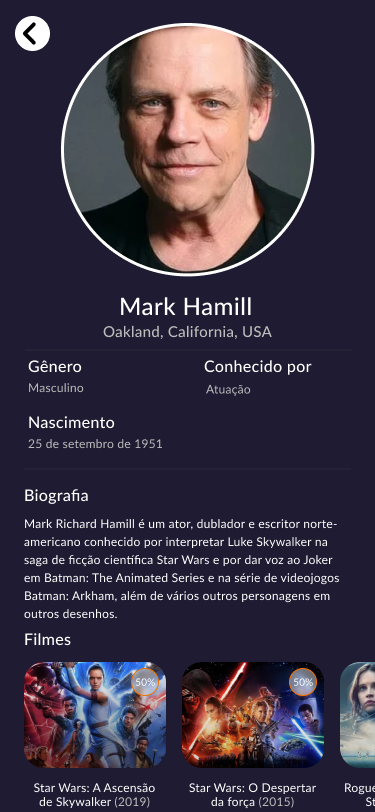 Mark Hamill
Oakland, California, USA
Gênero
Conhecido por
Masculino
Atuação
Nascimento
25 de setembro de 1951
Biografia
Mark Richard Hamill é um ator, dublador e escritor norte-
americano conhecido por interpretar Luke Skywalker na
saga de ficção científica Star Wars e por dar voz ao Joker
em Batman: The Animated Series e na série de videojogos
Batman: Arkham, além de vários outros personagens em
outros desenhos.
Filmes
50%
50%
Star Wars: A Ascensão
de Skywalker (2019)
Star Wars: O Despertar
da força (2015)
Rogue
St